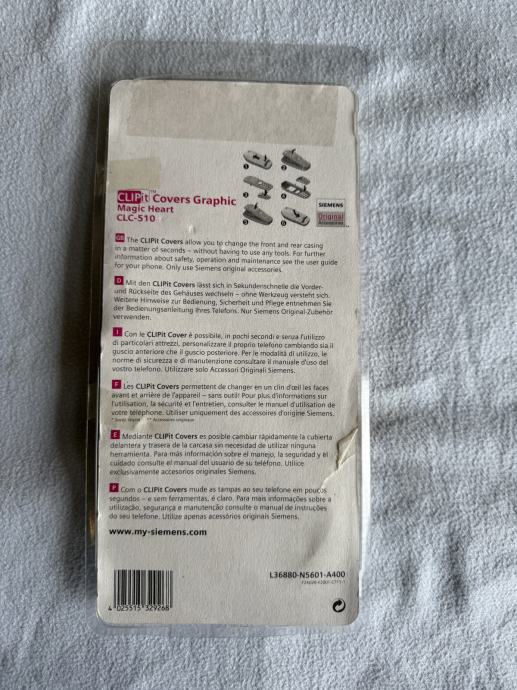 CLIPit™ Covers Graphic
Magic Heart
CLC-510
1
2
3
4
5
6
SIEMENS
Original
Accessories
GB The CLIPit Covers allow you to change the front and rear casing
in a matter of seconds – without having to use any tools. For further
information about safety, operation and maintenance see the user guide
for your phone. Only use Siemens original accessories.
D Mit den CLIPit Covers lässt sich in Sekundenschnelle die Vorder-
und Rückseite des Gehäuses wechseln – ohne Werkzeug versteht sich.
Weitere Hinweise zur Bedienung, Sicherheit und Pflege entnehmen Sie
der Bedienungsanleitung Ihres Telefons. Nur Siemens Original-Zubehör
verwenden.
I Con le CLIPit Cover è possibile, in pochi secondi e senza l'utilizzo
di particolari attrezzi, personalizzare il proprio telefono cambiando sia il
guscio anteriore che il guscio posteriore. Per le modalità di utilizzo, le
norme di sicurezza e di manutenzione consultare il manuale d'uso del
vostro telefono. Utilizzare solo Accessori Originali Siemens.
F Les CLIPit Covers permettent de changer en un clin d'œil les faces
avant et arrière de l'appareil – sans outil! Pour plus d'informations sur
l'utilisation, la sécurité et l'entretien, consulter le manuel d'utilisation de
votre téléphone. Utiliser uniquement des accessoires d'origine Siemens.
E Mediante CLIPit Covers es posible cambiar rápidamente la cubierta
delantera y trasera de la carcasa sin necesidad de utilizar ninguna
herramienta. Para más información sobre el manejo, la seguridad y el
cuidado consulte el manual del usuario de su teléfono. Utilice
exclusivamente accesorios originales Siemens.
P Com o CLIPit Covers mude as tampas ao seu telefone em poucos
segundos – e sem ferramentas, é claro. Para mais informações sobre a
utilização, segurança e manutenção consulte o manual de instruções
do seu telefone. Utilize apenas acessórios originais Siemens.
www.my-siemens.com
L36880-N5601-A400
4 025515 329268